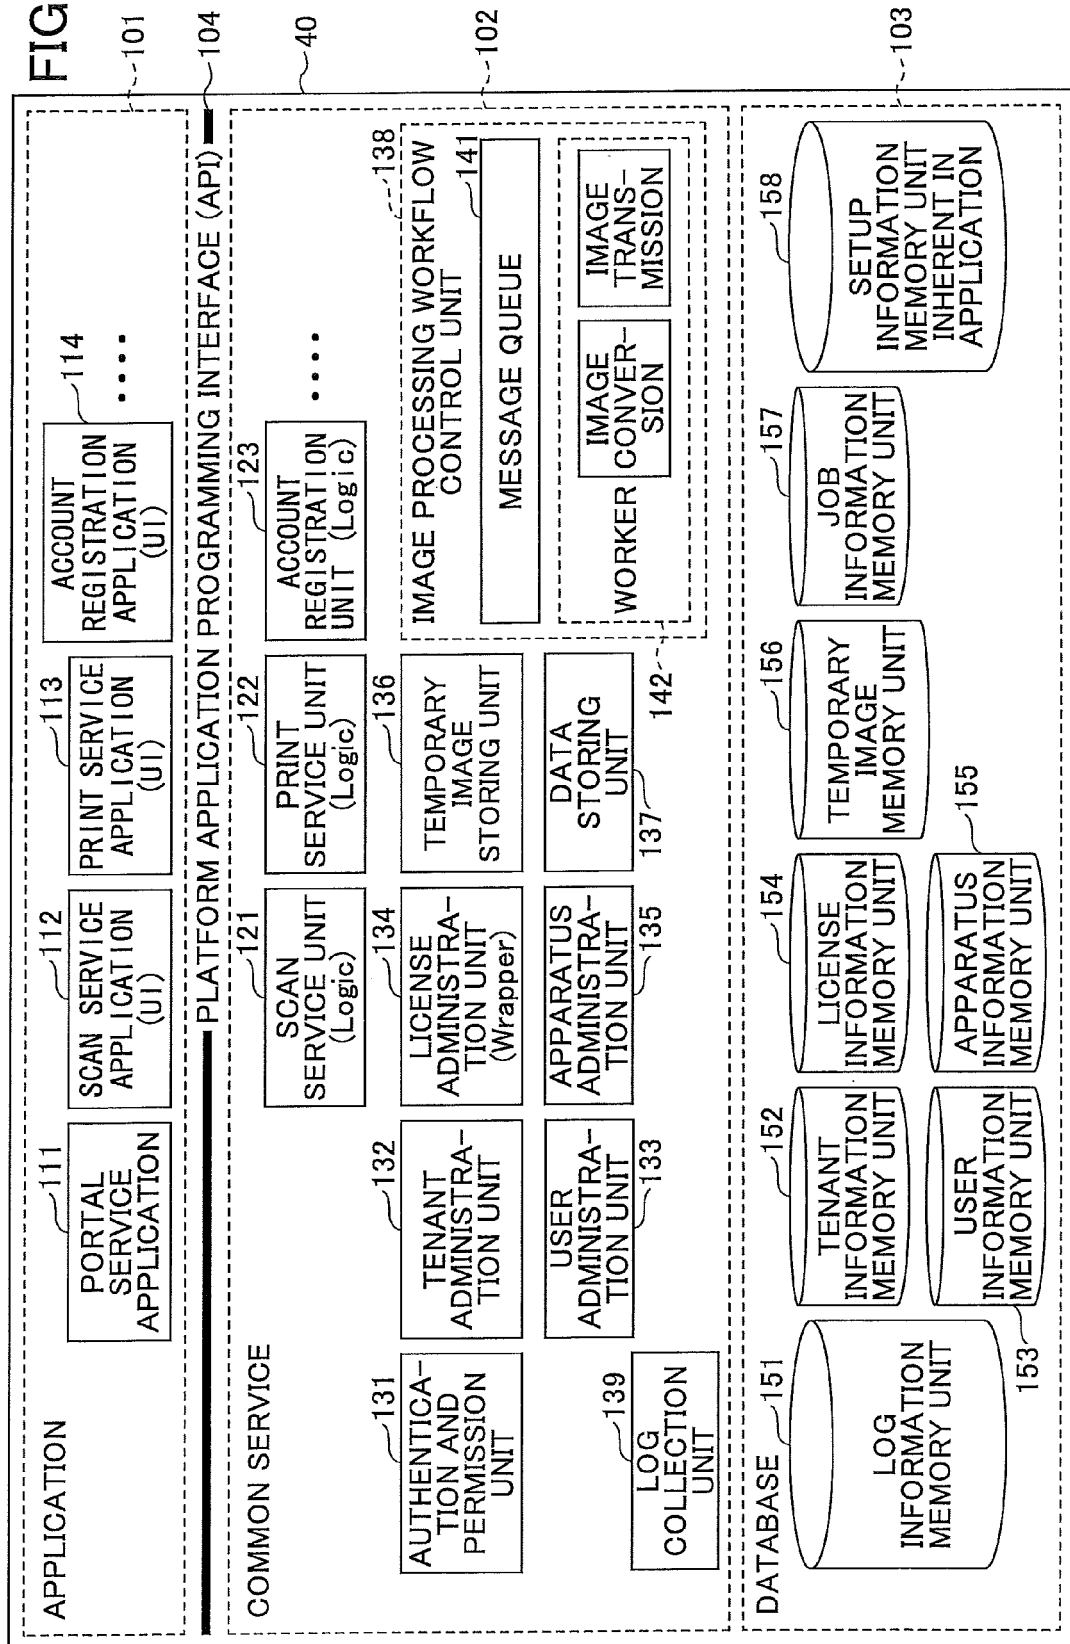 FIG
APPLICATION
101
111
PORTAL
SERVICE
APPLICATION
112
SCAN SERVICE
APPLICATION
(UI)
113
PRINT SERVICE
APPLICATION
(UI)
114
ACCOUNT
REGISTRATION
APPLICATION
(UI)
....
PLATFORM APPLICATION PROGRAMMING INTERFACE (API)
104
40
COMMON SERVICE
102
121
SCAN
SERVICE UNIT
(Logic)
122
PRINT
SERVICE UNIT
(Logic)
123
ACCOUNT
REGISTRATION
UNIT (Logic)
....
131
AUTHENTICA-
TION AND
PERMISSION
UNIT
132
TENANT
ADMINISTRA-
TION UNIT
134
LICENSE
ADMINISTRA-
TION UNIT
(Wrapper)
136
TEMPORARY
IMAGE
STORING UNIT
138
IMAGE PROCESSING WORKFLOW
CONTROL UNIT
141
MESSAGE QUEUE
WORKER
IMAGE
CONVER-
SION
IMAGE
TRANS-
MISSION
142
USER
ADMINISTRA-
TION UNIT
133
APPARATUS
ADMINISTRA-
TION UNIT
135
DATA
STORING
UNIT
137
139
LOG
COLLECTION
UNIT
DATABASE
103
151
LOG
INFORMATION
MEMORY UNIT
152
TENANT
INFORMATION
MEMORY UNIT
154
LICENSE
INFORMATION
MEMORY UNIT
156
TEMPORARY
IMAGE
MEMORY UNIT
157
JOB
INFORMATION
MEMORY UNIT
158
SETUP
INFORMATION
MEMORY UNIT
INHERENT IN
APPLICATION
153
USER
INFORMATION
MEMORY UNIT
155
APPARATUS
INFORMATION
MEMORY UNIT